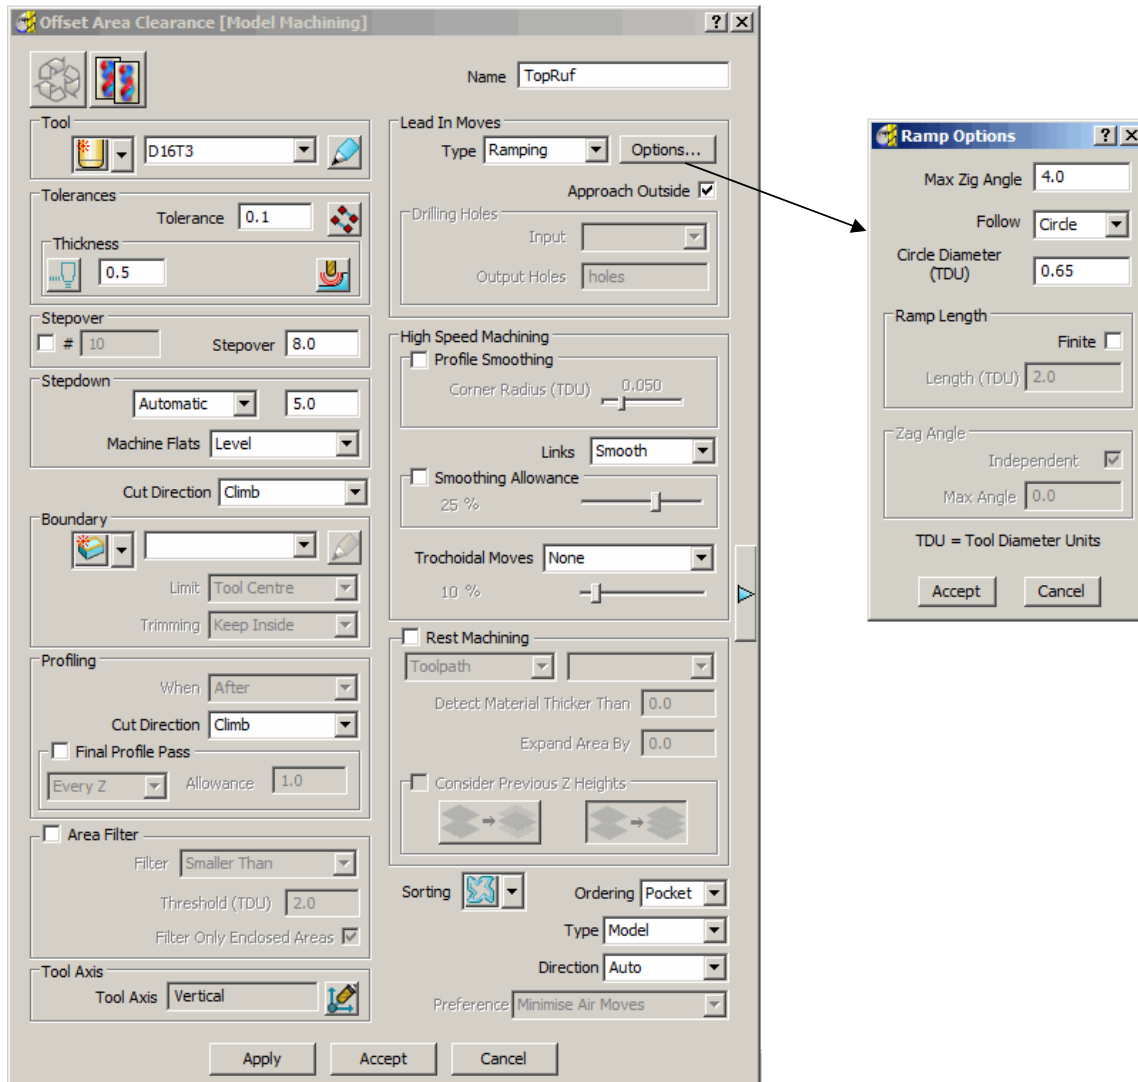 Offset Area Clearance [Model Machining]
Name TopRuf
Tool
D16T3
Tolerances
Tolerance 0.1
Thickness
0.5
Stepover
# 10 Stepover 8.0
Stepdown
Automatic 5.0
Machine Flats Level
Cut Direction Climb
Boundary
Limit Tool Centre
Trimming Keep Inside
Profiling
When After
Cut Direction Climb
Final Profile Pass
Every Z Allowance 1.0
Area Filter
Filter Smaller Than
Threshold (TDU) 2.0
Filter Only Enclosed Areas
Tool Axis
Tool Axis Vertical
Lead In Moves
Type Ramping Options...
Approach Outside
Drilling Holes
Input
Output Holes holes
High Speed Machining
Profile Smoothing
Corner Radius (TDU) 0.050
Links Smooth
Smoothing Allowance
25 %
Trochoidal Moves None
10 %
Rest Machining
Toolpath
Detect Material Thicker Than 0.0
Expand Area By 0.0
Consider Previous Z Heights
Sorting Ordering Pocket
Type Model
Direction Auto
Preference Minimise Air Moves
Apply Accept Cancel
Ramp Options
Max Zig Angle 4.0
Follow Circle
Circle Diameter
(TDU) 0.65
Ramp Length
Finite
Length (TDU) 2.0
Zag Angle
Independent
Max Angle 0.0
TDU = Tool Diameter Units
Accept Cancel